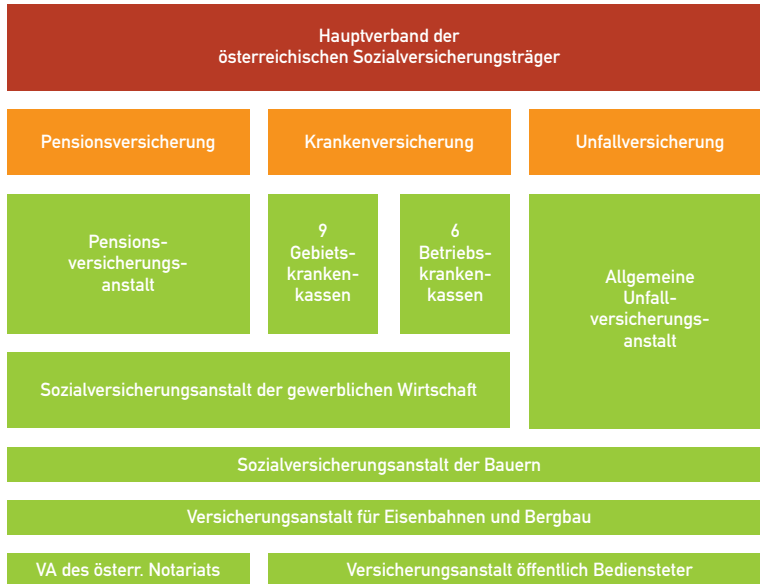 Hauptverband der
österreichischen Sozialversicherungsträger
Pensionsversicherung
Krankenversicherung
Unfallversicherung
Pensions-
versicherungs-
anstalt
9
Gebiets-
kranken-
kassen
6
Betriebs-
kranken-
kassen
Allgemeine
Unfall-
versicherungs-
anstalt
Sozialversicherungsanstalt der gewerblichen Wirtschaft
Sozialversicherungsanstalt der Bauern
Versicherungsanstalt für Eisenbahnen und Bergbau
VA des österr. Notariats
Versicherungsanstalt öffentlich Bediensteter